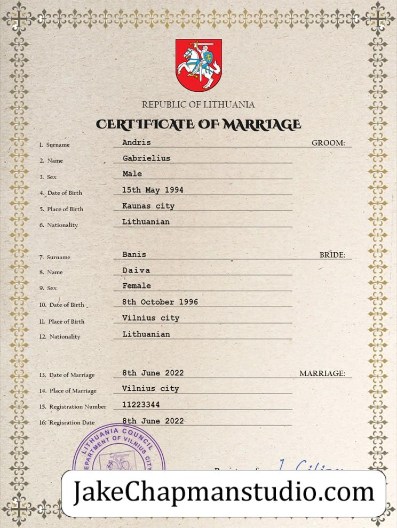 REPUBLIC OF LITHUANIA
CERTIFICATE OF MARRIAGE
1. Surname Andris GROOM:
2. Name Gabrielius
3. Sex Male
4. Date of Birth 15th May 1994
5. Place of Birth Kaunas city
6. Nationality Lithuanian
7. Surname Banis BRIDE:
8. Name Daiva
9. Sex Female
10. Date of Birth 8th October 1996
11. Place of Birth Vilnius city
12. Nationality Lithuanian
13. Date of Marriage 8th June 2022 MARRIAGE:
14. Place of Marriage Vilnius city
15. Registration Number 11223344
16. Registration Date 8th June 2022
LITHUANIA COUNCIL
DEPARTMENT OF VILNIUS CITY
JakeChapmanstudio.com